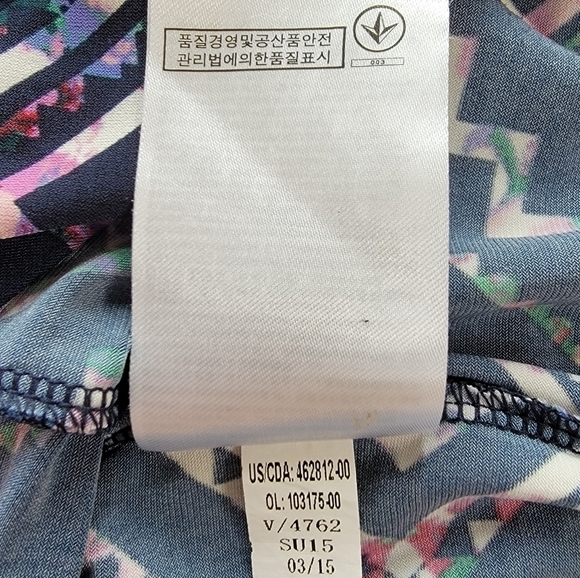 품질경영및공산품안전
관리법에의한품질표시
003
US/CDA: 462812-00
OL: 103175-00
V/4762
SU15
03/15